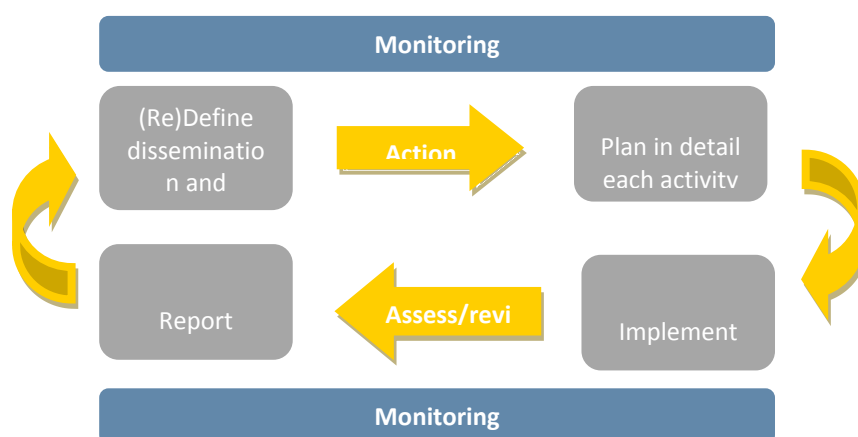 Monitoring
(Re)Define
disseminatio
n and
Action
Plan in detail
each activity
Report
Assess/revi
Implement
Monitoring